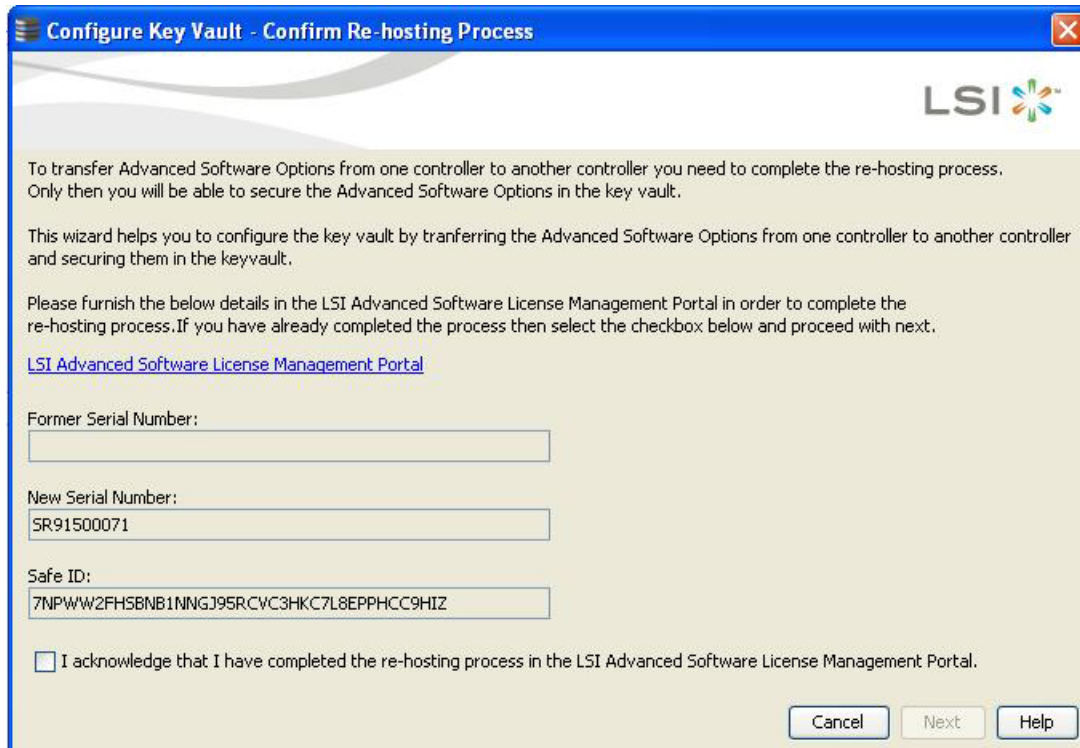 Configure Key Vault - Confirm Re-hosting Process
LSI
To transfer Advanced Software Options from one controller to another controller you need to complete the re-hosting process.
Only then you will be able to secure the Advanced Software Options in the key vault.
This wizard helps you to configure the key vault by tranferring the Advanced Software Options from one controller to another controller
and securing them in the keyvault.
Please furnish the below details in the LSI Advanced Software License Management Portal in order to complete the
re-hosting process.If you have already completed the process then select the checkbox below and proceed with next.
LSI Advanced Software License Management Portal
Former Serial Number:
New Serial Number:
SR91500071
Safe ID:
7NPWW2FHSBNB1NNGJ95RCVC3HKC7L8EPPHCC9HIZ
I acknowledge that I have completed the re-hosting process in the LSI Advanced Software License Management Portal.
Cancel Next Help